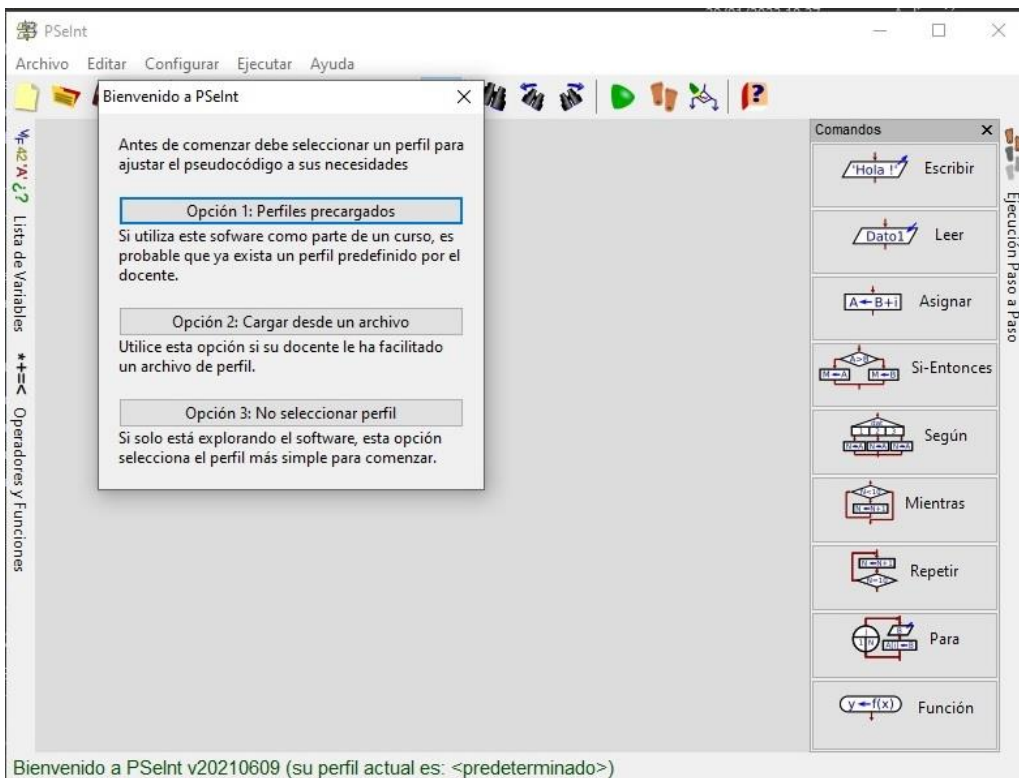 PSeInt
Archivo Editar Configurar Ejecutar Ayuda
Bienvenido a PSeInt
Antes de comenzar debe seleccionar un perfil para
ajustar el pseudocódigo a sus necesidades
Opción 1: Perfiles precargados
Si utiliza este sofware como parte de un curso, es
probable que ya exista un perfil predefinido por el
docente.
Opción 2: Cargar desde un archivo
Utilice esta opción si su docente le ha facilitado
un archivo de perfil.
Opción 3: No seleccionar perfil
Si solo está explorando el software, esta opción
selecciona el perfil más simple para comenzar.
Lista de Variables
*+=< Operadores y Funciones
Comandos
'Hola !' Escribir
Dato1 Leer
A←B+i Asignar
Si-Entonces
Según
Mientras
Repetir
Para
y←f(x) Función
Ejecución Paso a Paso
Bienvenido a PSeInt v20210609 (su perfil actual es: <predeterminado>)